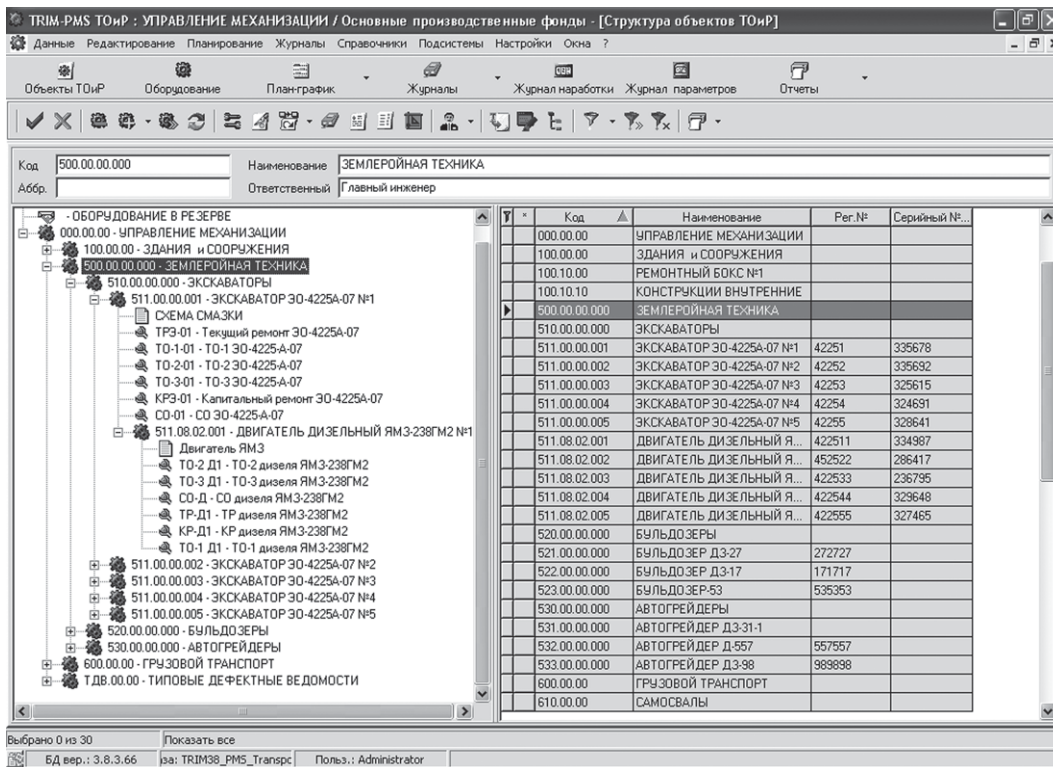 TRIM-PMS ТОиР : УПРАВЛЕНИЕ МЕХАНИЗАЦИИ / Основные производственные фонды - [Структура объектов ТОиР]
Данные Редактирование Планирование Журналы Справочники Подсистемы Настройки Окна ?
Объекты ТОиР Оборудование План-график Журналы Журнал наработки Журнал параметров Отчеты
Код 500.00.00.000 Наименование ЗЕМЛЕРОЙНАЯ ТЕХНИКА
Аббр. Ответственный Главный инженер
- ОБОРУДОВАНИЕ В РЕЗЕРВЕ
000.00.00 - УПРАВЛЕНИЕ МЕХАНИЗАЦИИ
100.00.00 - ЗДАНИЯ и СООРУЖЕНИЯ
500.00.00.000 - ЗЕМЛЕРОЙНАЯ ТЕХНИКА
510.00.00.000 - ЭКСКАВАТОРЫ
511.00.00.001 - ЭКСКАВАТОР ЭО-4225А-07 №1
СХЕМА СМАЗКИ
ТРЭ-01 - Текущий ремонт ЭО-4225А-07
ТО-1-01 - ТО-1 ЭО-4225-А-07
ТО-2-01 - ТО-2 ЭО-4225-А-07
ТО-3-01 - ТО-3 ЭО-4225-А-07
КРЭ-01 - Капитальный ремонт ЭО-4225А-07
СО-01 - СО ЭО-4225-А-07
511.08.02.001 - ДВИГАТЕЛЬ ДИЗЕЛЬНЫЙ ЯМЗ-238ГМ2 №1
Двигатель ЯМЗ
ТО-2 Д1 - ТО-2 дизеля ЯМЗ-238ГМ2
ТО-3 Д1 - ТО-3 дизеля ЯМЗ-238ГМ2
СО-Д - СО дизеля ЯМЗ-238ГМ2
ТР-Д1 - ТР дизеля ЯМЗ-238ГМ2
КР-Д1 - КР дизеля ЯМЗ-238ГМ2
ТО-1 Д1 - ТО-1 дизеля ЯМЗ-238ГМ2
511.00.00.002 - ЭКСКАВАТОР ЭО-4225А-07 №2
511.00.00.003 - ЭКСКАВАТОР ЭО-4225А-07 №3
511.00.00.004 - ЭКСКАВАТОР ЭО-4225А-07 №4
511.00.00.005 - ЭКСКАВАТОР ЭО-4225А-07 №5
520.00.00.000 - БУЛЬДОЗЕРЫ
530.00.00.000 - АВТОГРЕЙДЕРЫ
600.00.00 - ГРУЗОВОЙ ТРАНСПОРТ
ТДВ.00.00 - ТИПОВЫЕ ДЕФЕКТНЫЕ ВЕДОМОСТИ
* Код Наименование Рег.№ Серийный №...
000.00.00 УПРАВЛЕНИЕ МЕХАНИЗАЦИИ
100.00.00 ЗДАНИЯ и СООРУЖЕНИЯ
100.10.00 РЕМОНТНЫЙ БОКС №1
100.10.10 КОНСТРУКЦИИ ВНУТРЕННИЕ
500.00.00.000 ЗЕМЛЕРОЙНАЯ ТЕХНИКА
510.00.00.000 ЭКСКАВАТОРЫ
511.00.00.001 ЭКСКАВАТОР ЭО-4225А-07 №1 42251 335678
511.00.00.002 ЭКСКАВАТОР ЭО-4225А-07 №2 42252 335692
511.00.00.003 ЭКСКАВАТОР ЭО-4225А-07 №3 42253 325615
511.00.00.004 ЭКСКАВАТОР ЭО-4225А-07 №4 42254 324691
511.00.00.005 ЭКСКАВАТОР ЭО-4225А-07 №5 42255 328641
511.08.02.001 ДВИГАТЕЛЬ ДИЗЕЛЬНЫЙ Я... 422511 334987
511.08.02.002 ДВИГАТЕЛЬ ДИЗЕЛЬНЫЙ Я... 452522 286417
511.08.02.003 ДВИГАТЕЛЬ ДИЗЕЛЬНЫЙ Я... 422533 236795
511.08.02.004 ДВИГАТЕЛЬ ДИЗЕЛЬНЫЙ Я... 422544 329648
511.08.02.005 ДВИГАТЕЛЬ ДИЗЕЛЬНЫЙ Я... 422555 327465
520.00.00.000 БУЛЬДОЗЕРЫ
521.00.00.000 БУЛЬДОЗЕР ДЗ-27 272727
522.00.00.000 БУЛЬДОЗЕР ДЗ-17 171717
523.00.00.000 БУЛЬДОЗЕР-53 535353
530.00.00.000 АВТОГРЕЙДЕРЫ
531.00.00.000 АВТОГРЕЙДЕР ДЗ-31-1
532.00.00.000 АВТОГРЕЙДЕР Д-557 557557
533.00.00.000 АВТОГРЕЙДЕР ДЗ-98 989898
600.00.00 ГРУЗОВОЙ ТРАНСПОРТ
610.00.00 САМОСВАЛЫ
Выбрано 0 из 30 Показать все
БД вер.: 3.8.3.66 за: TRIM38_PMS_Transpc Польз.: Administrator